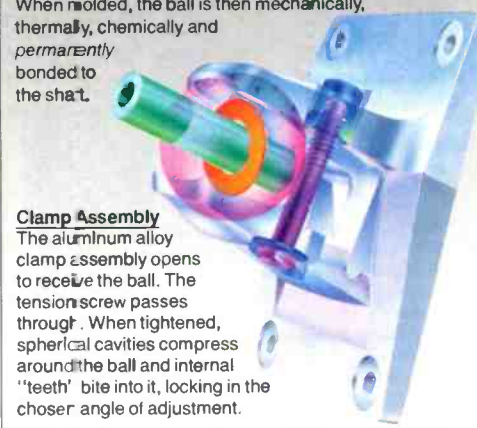 When molded, the ball is then mechanically,
thermally, chemically and
permanently
bonded to
the shaft.
Clamp Assembly
The aluminum alloy
clamp assembly opens
to receive the ball. The
tension screw passes
through. When tightened,
spherical cavities compress
around the ball and internal
"teeth' bite into it, locking in the
chosen angle of adjustment.